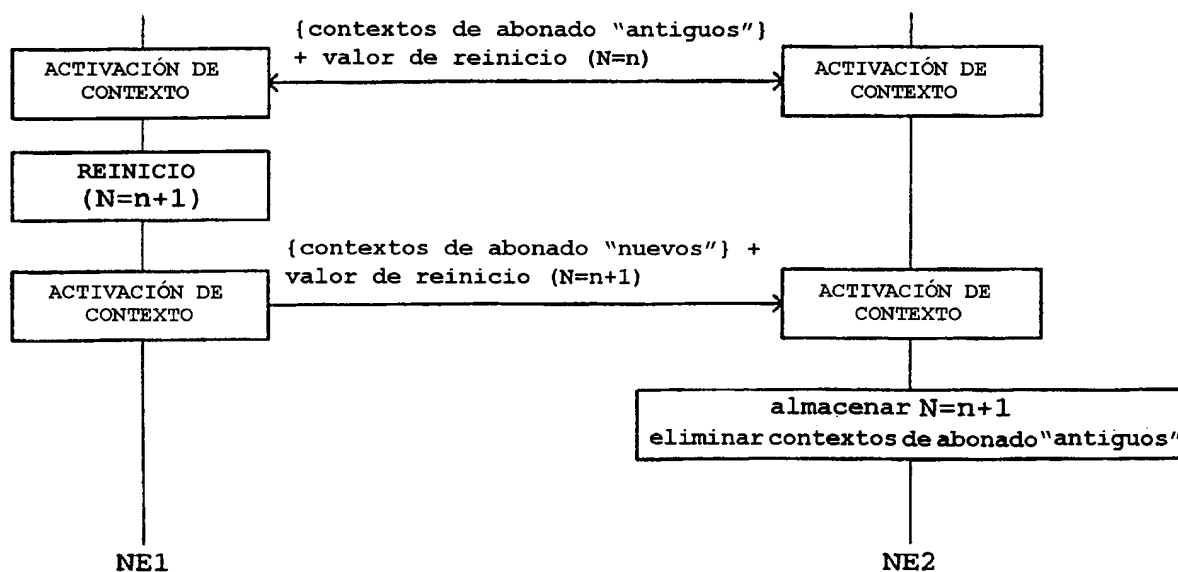 {contextos de abonado “antiguos”}
+ valor de reinicio (N=n)
ACTIVACIÓN DE
CONTEXTO
ACTIVACIÓN DE
CONTEXTO
REINICIO
(N=n+1)
{contextos de abonado “nuevos”} +
valor de reinicio (N=n+1)
ACTIVACIÓN DE
CONTEXTO
ACTIVACIÓN DE
CONTEXTO
almacenar N=n+1
eliminar contextos de abonado “antiguos”
NE1
NE2